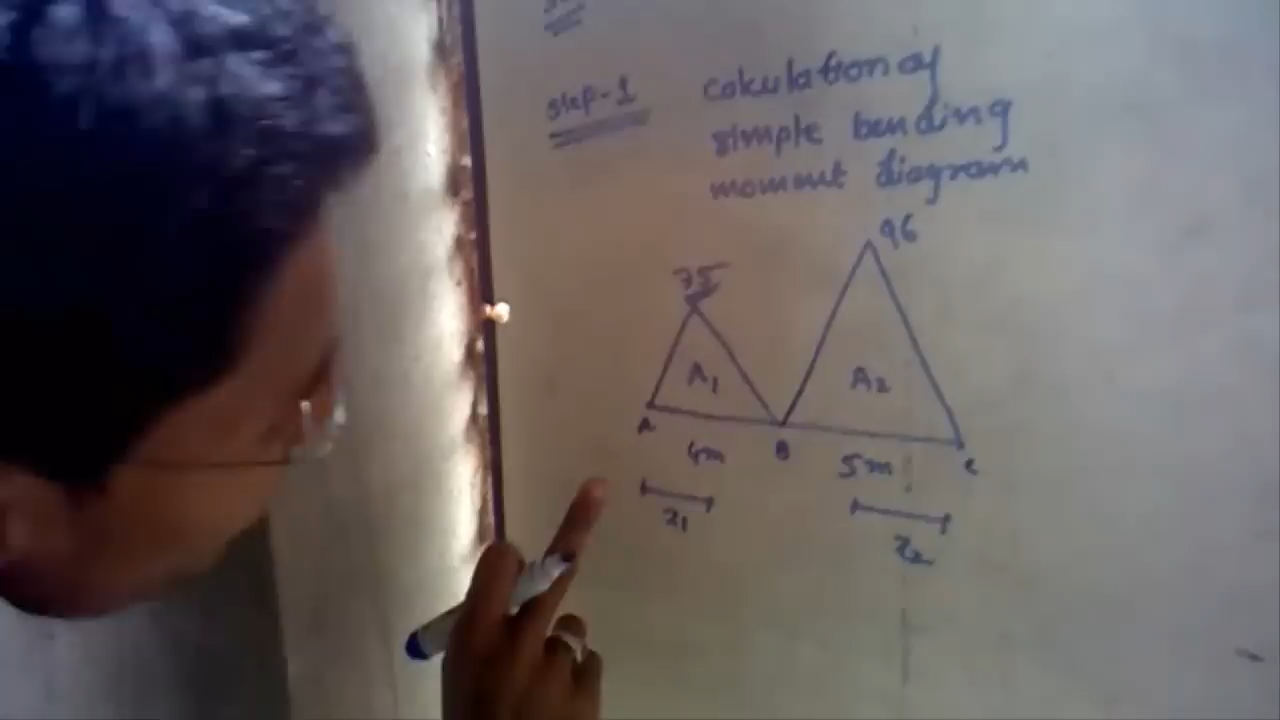 step-1 calculation of
simple bending
moment diagram
96
75
A1 A2
A B C
4m 5m
x1 x2